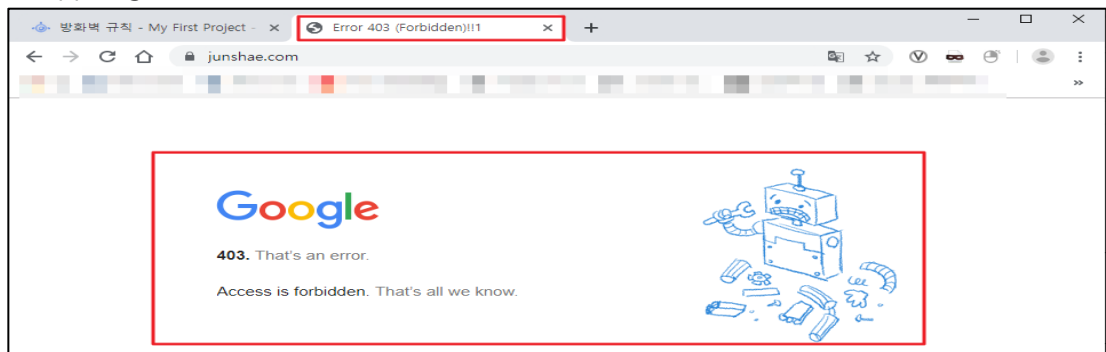 방화벽 규칙 - My First Project -
Error 403 (Forbidden)!!1
junshae.com
Google
403. That's an error.
Access is forbidden. That's all we know.